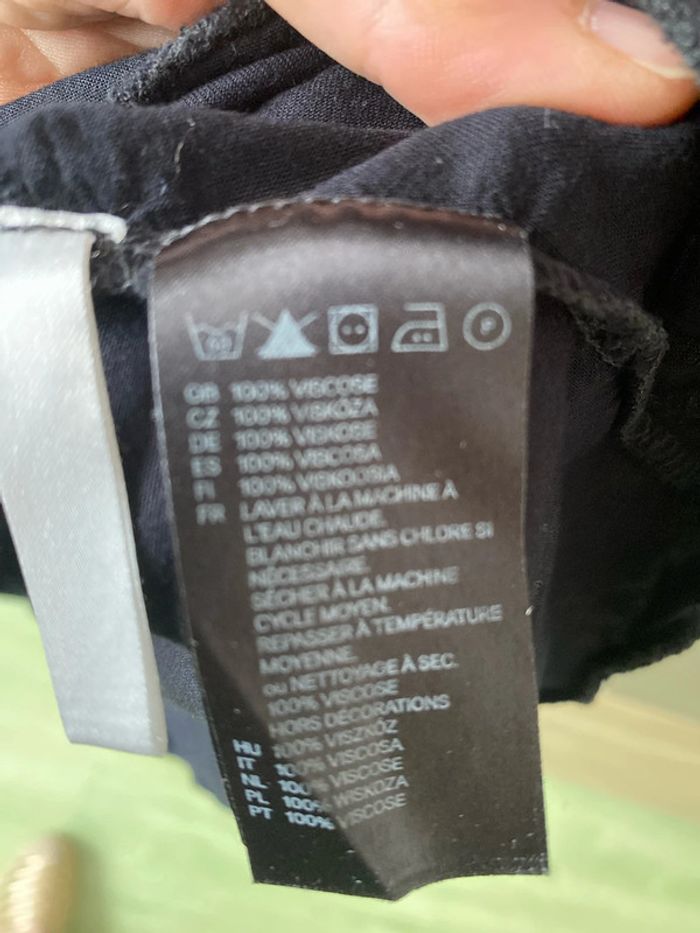 P
GB 100% VISCOSE
CZ 100% VISKÓZA
DE 100% VISKOSE
ES 100% VISCOSA
FI 100% VISKOOSIA
FR LAVER À LA MACHINE À
L'EAU CHAUDE.
BLANCHIR SANS CHLORE SI
NÉCESSAIRE.
SÉCHER À LA MACHINE
CYCLE MOYEN.
REPASSER À TEMPÉRATURE
MOYENNE.
ou NETTOYAGE À SEC.
100% VISCOSE
HORS DÉCORATIONS
HU 100% VISZKÓZ
IT 100% VISCOSA
NL 100% VISCOSE
PL 100% WISKOZA
PT 100% VISCOSE